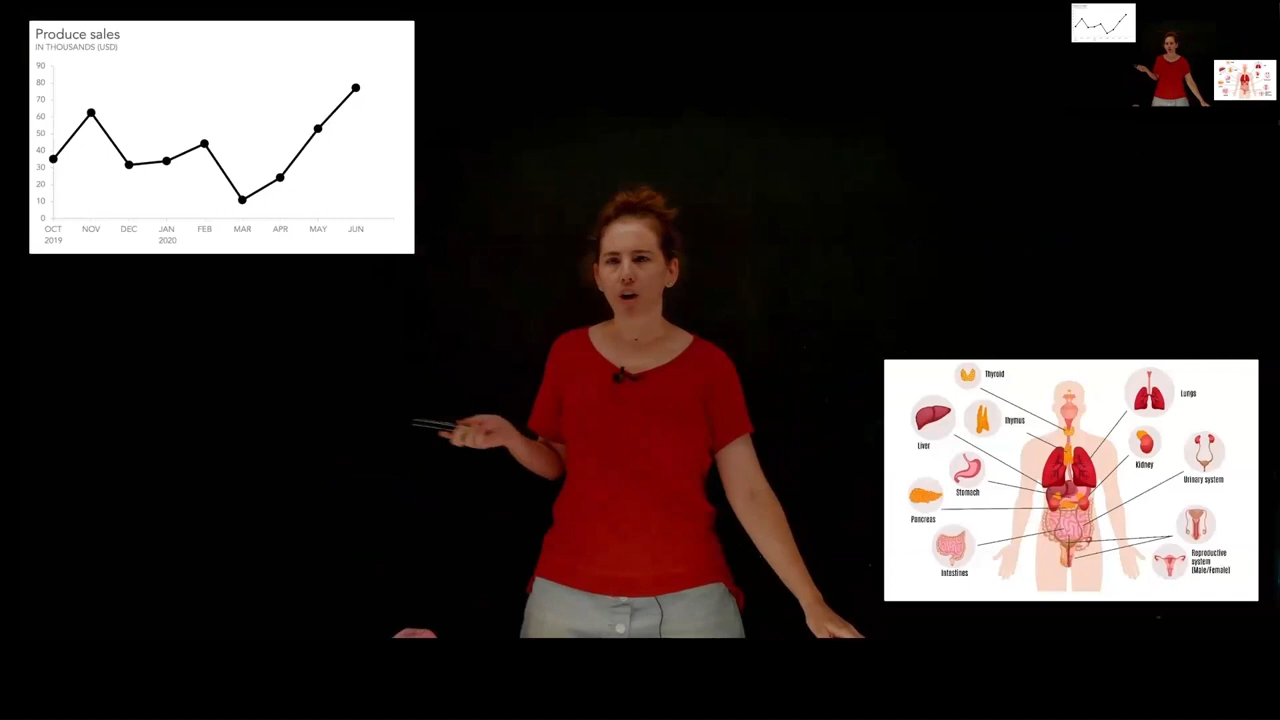 Produce sales
IN THOUSANDS (USD)
90
80
70
60
50
40
30
20
10
0
OCT NOV DEC JAN FEB MAR APR MAY JUN
2019 2020
Thyroid
Lungs
Thymus
Liver
Kidney
Urinary system
Stomach
Pancreas
Reproductive
system
(Male/Female)
Intestines